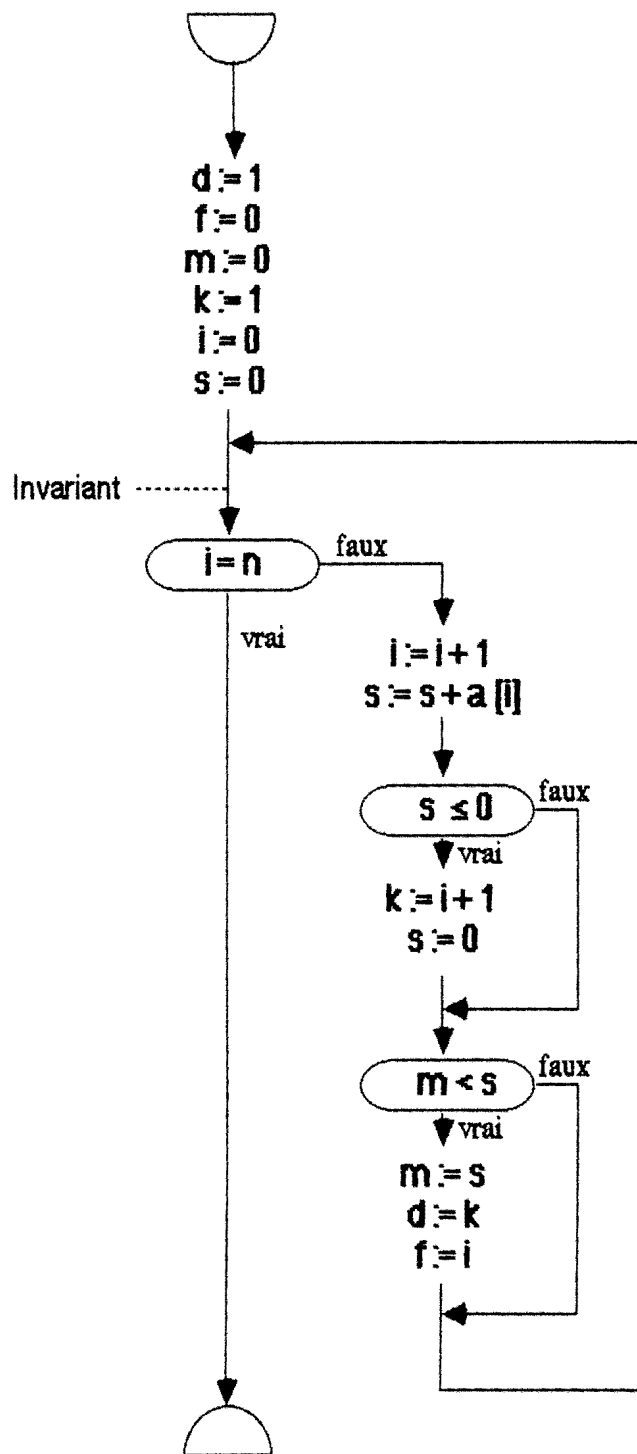 d := 1
f := 0
m := 0
k := 1
i := 0
s := 0
Invariant
i = n
faux
vrai
i := i + 1
s := s + a [i]
s ≤ 0
faux
vrai
k := i + 1
s := 0
m < s
faux
vrai
m := s
d := k
f := i